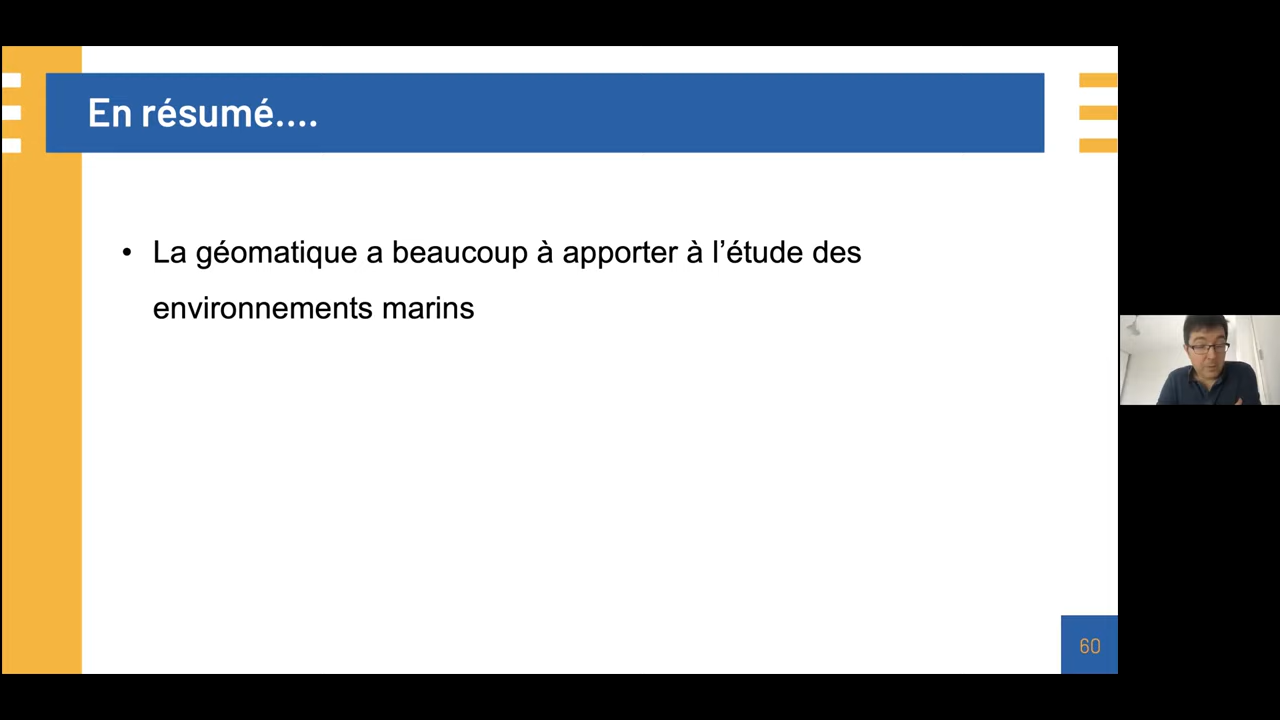 En résumé....
• La géomatique a beaucoup à apporter à l’étude des
environnements marins
60